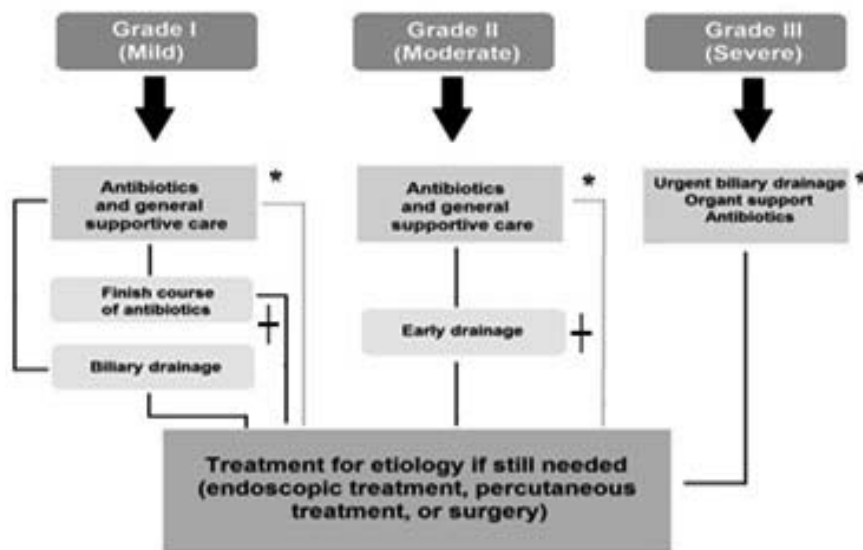 Grade I
(Mild)
Grade II
(Moderate)
Grade III
(Severe)
Antibiotics
and general
supportive care
*
Antibiotics
and general
supportive care
*
Urgent biliary drainage
Organt support
Antibiotics
*
Finish course
of antibiotics
†
Biliary drainage
Early drainage
†
Treatment for etiology if still needed
(endoscopic treatment, percutaneous
treatment, or surgery)